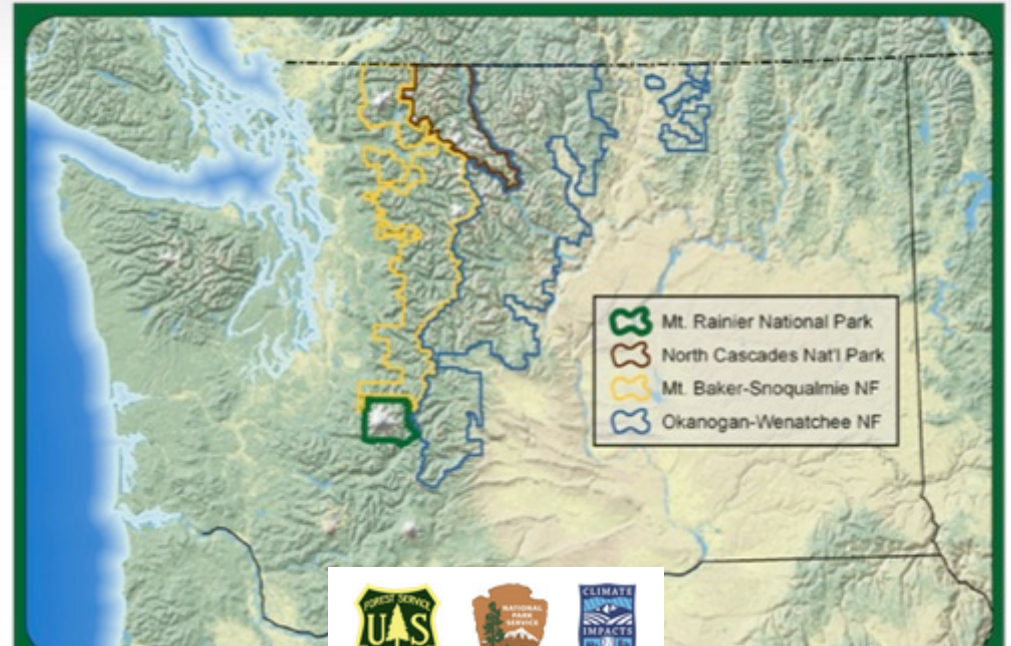 Mt. Rainier National Park
North Cascades Nat'l Park
Mt. Baker-Snoqualmie NF
Okanogan-Wenatchee NF
FOREST SERVICE
U S
NATIONAL
PARK
SERVICE
CLIMATE
IMPACTS